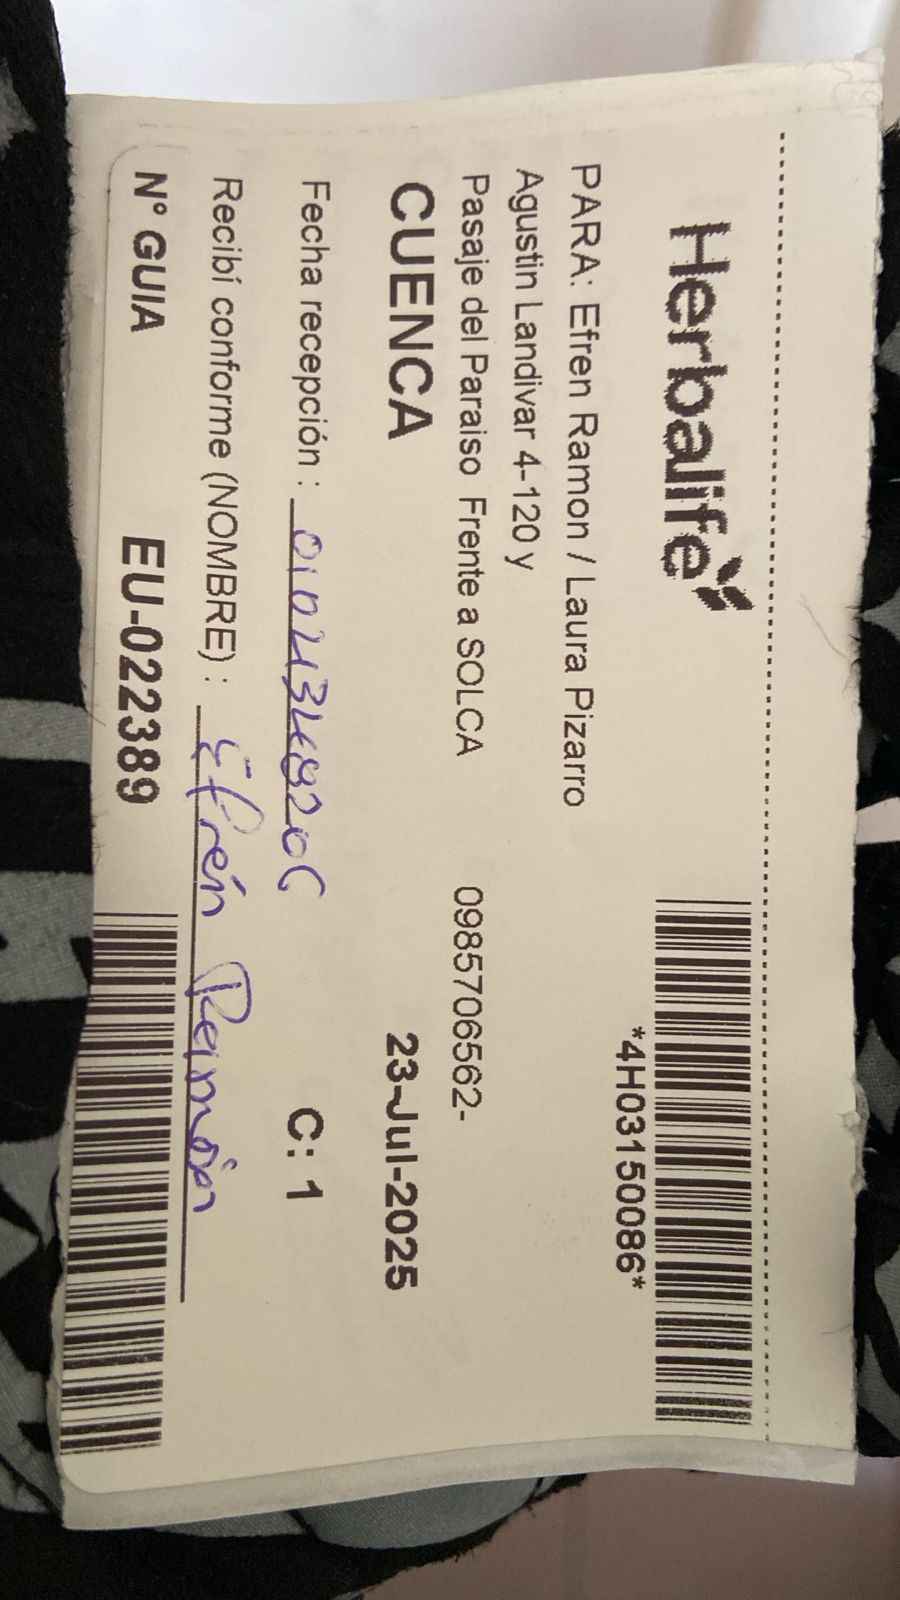 Herbalife
*4H03150086*
PARA: Efren Ramon / Laura Pizarro
Agustin Landivar 4-120 y
Pasaje del Paraiso Frente a SOLCA 0985706562-
CUENCA 23-Jul-2025
Fecha recepción : C: 1
Recibí conforme (NOMBRE) : Efrén Ramón
N° GUIA EU-022389